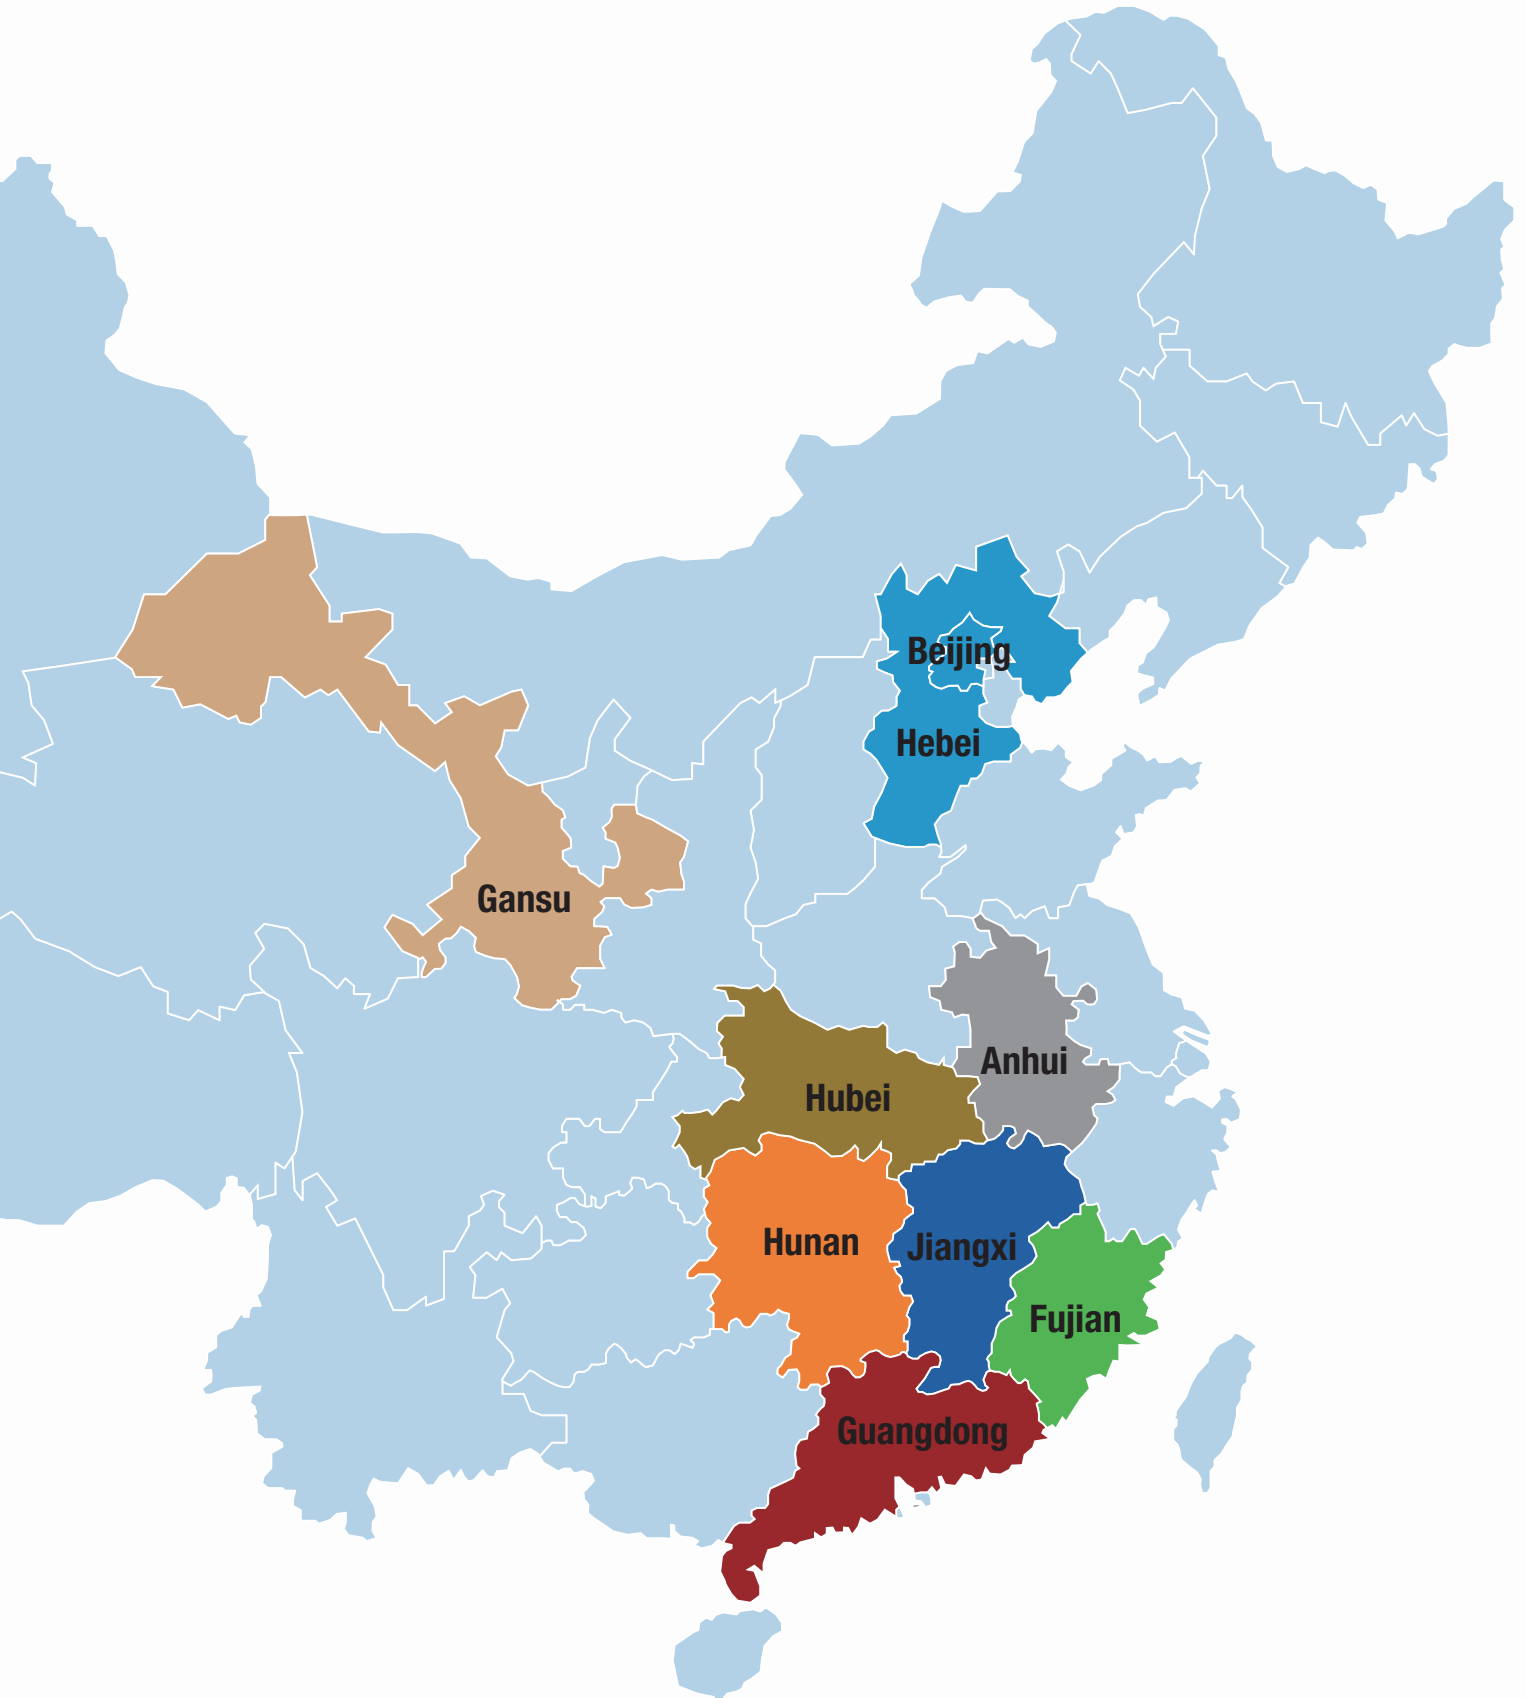 Beijing
Hebei
Gansu
Anhui
Hubei
Hunan
Jiangxi
Fujian
Guangdong